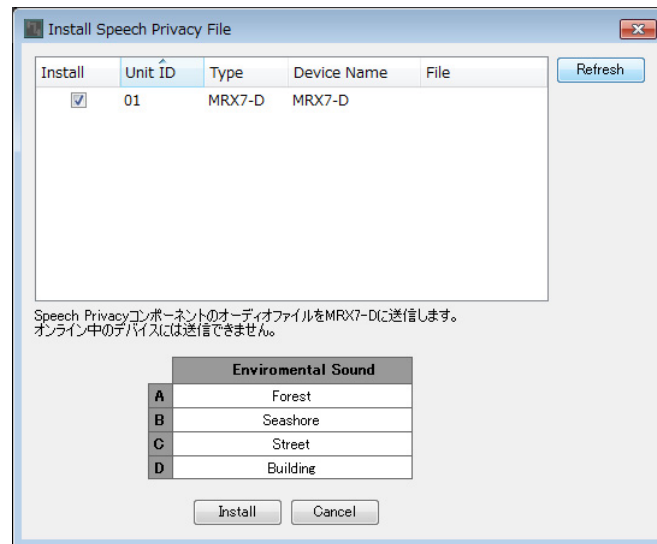 Install Speech Privacy File
Install Unit ID Type Device Name File
Refresh
01 MRX7-D MRX7-D
Speech PrivacyコンポーネントのオーディオファイルをMRX7-Dに送信します。
オンライン中のデバイスには送信できません。
Enviromental Sound
A Forest
B Seashore
C Street
D Building
Install Cancel